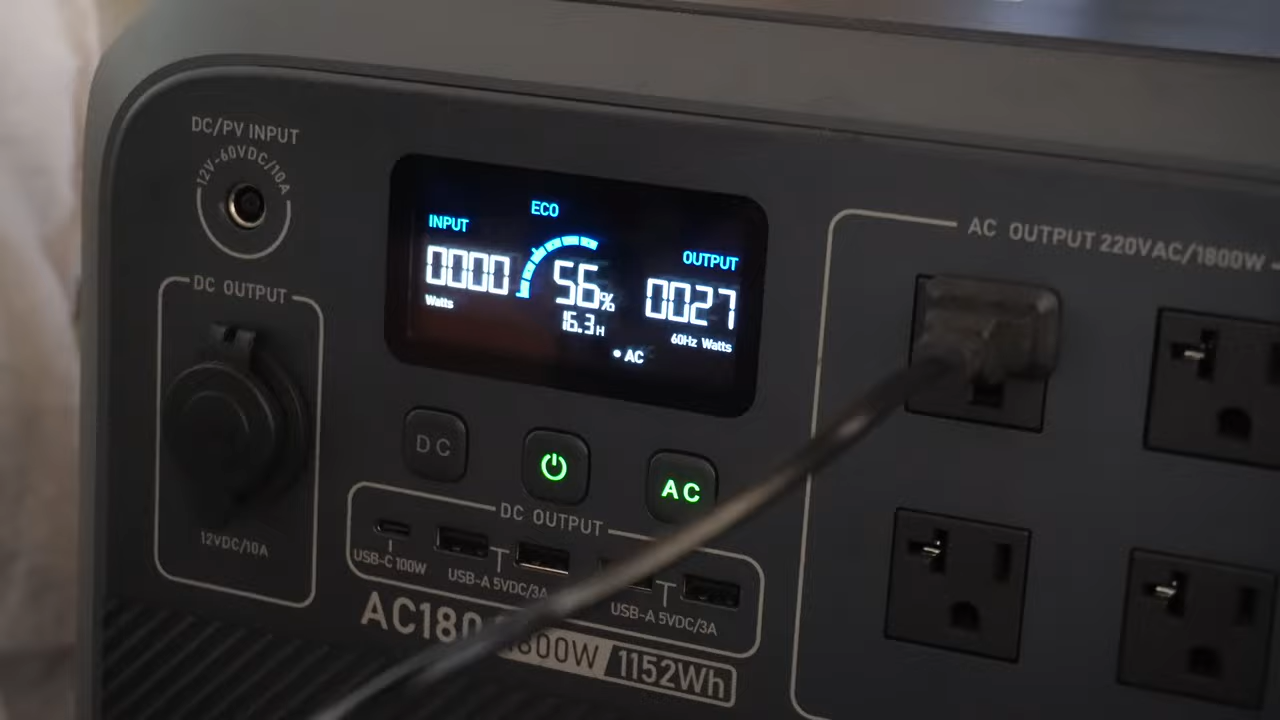 DC/PV INPUT
12V-60VDC/10A
DC OUTPUT
12VDC/10A
ECO
INPUT
0000
Watts
56%
16.3H
OUTPUT
0027
60Hz Watts
AC
DC
AC
DC OUTPUT
USB-C 100W
USB-A 5VDC/3A
USB-A 5VDC/3A
AC180
1152Wh
AC OUTPUT 220VAC/1800W